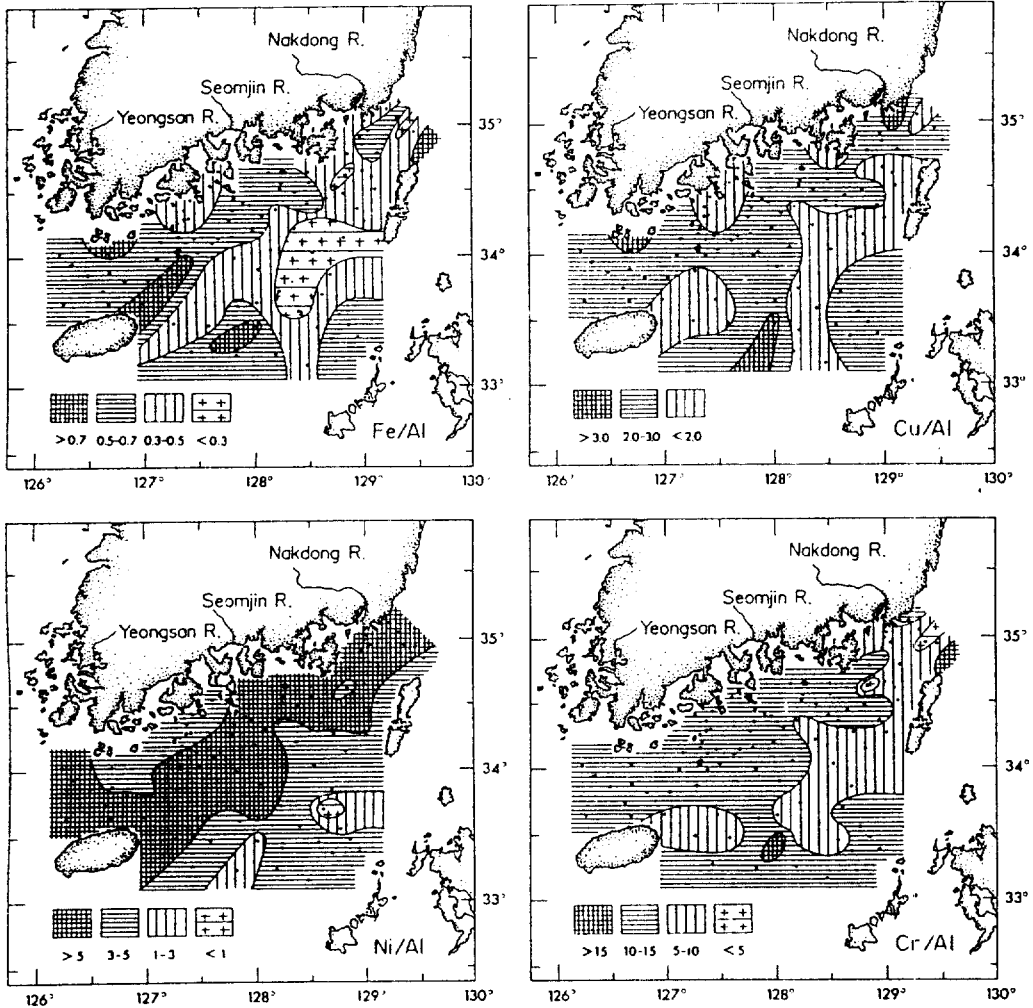 Nakdong R.
Seomjin R.
Yeongsan R.
>0.7 0.5-0.7 0.3-0.5 <0.3
Fe/Al
126° 127° 128° 129° 130°
35°
34°
33°
Nakdong R.
Seomjin R.
Yeongsan R.
>3.0 2.0-3.0 <2.0
Cu/Al
126° 127° 128° 129° 130°
35°
34°
33°
Nakdong R.
Seomjin R.
Yeongsan R.
>5 3-5 1-3 <1
Ni/Al
126° 127° 128° 129° 130°
35°
34°
33°
Nakdong R.
Seomjin R.
Yeongsan R.
>15 10-15 5-10 <5
Cr/Al
126° 127° 128° 129° 130°
35°
34°
33°